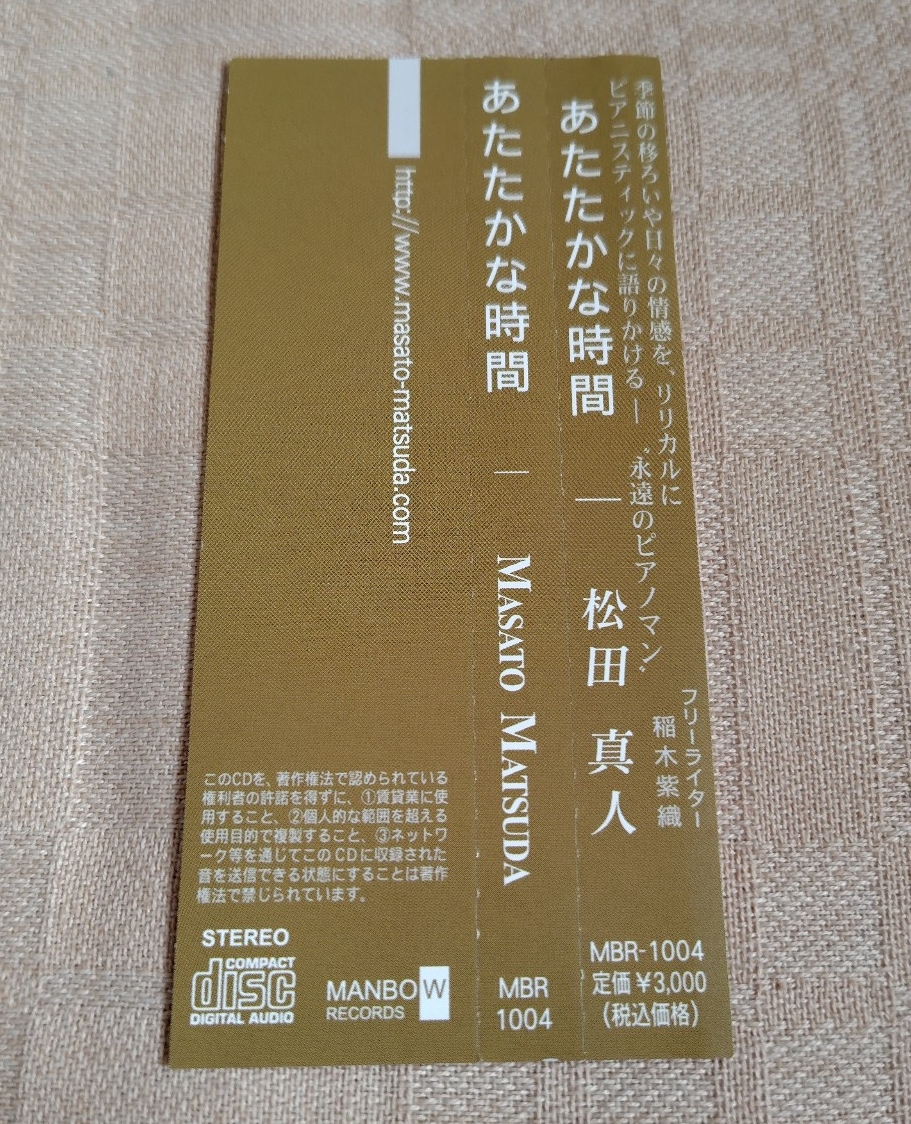 季節の移ろいや日々の情感を、リリカルに
ピアニスティックに語りかける ― “永遠のピアノマン”
フリーライター
稲木紫織
あたたかな時間 ― 松田 真人
MBR-1004
定価￥3,000
(税込価格)
あたたかな時間 ― MASATO MATSUDA
MBR
1004
http://www.masato-matsuda.com
このCDを、著作権法で認められている
権利者の許諾を得ずに、①賃貸業に使
用すること、②個人的な範囲を超える
使用目的で複製すること、③ネットワ
ーク等を通じてこのCDに収録された
音を送信できる状態にすることは著作
権法で禁じられています。
STEREO
COMPACT
disc
DIGITAL AUDIO
MANBOW
RECORDS